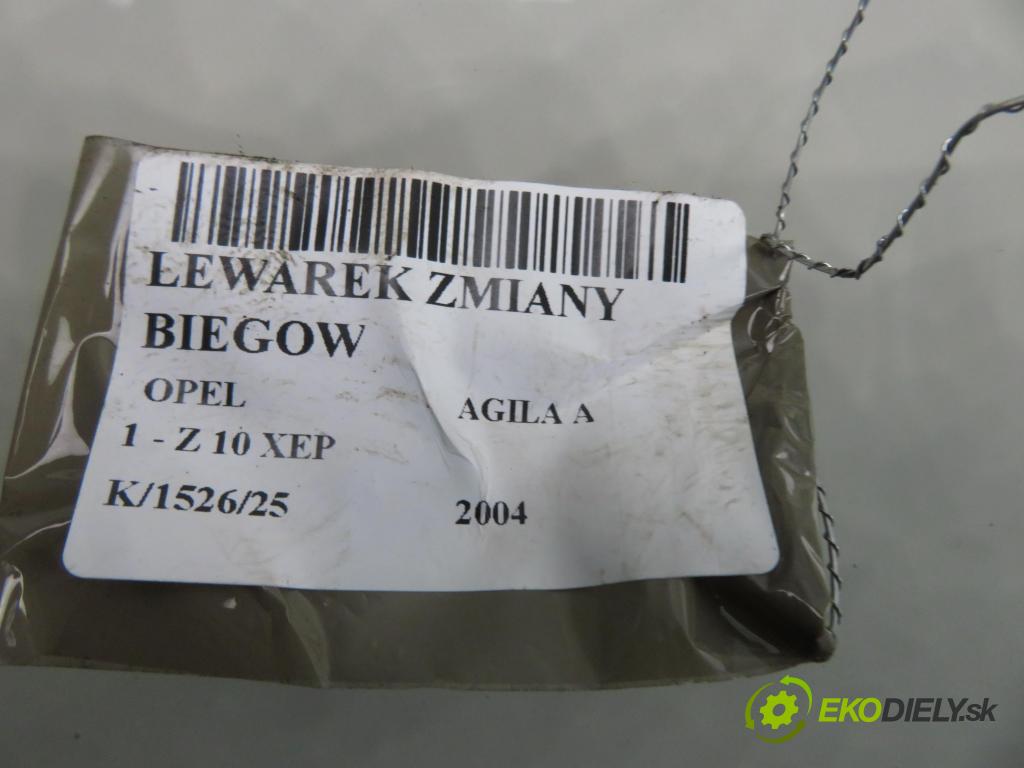 LEWAREK ZMIANY
BIEGOW
OPEL AGILA A
1 - Z 10 XEP
K/1526/25 2004
EKODIELY.sk